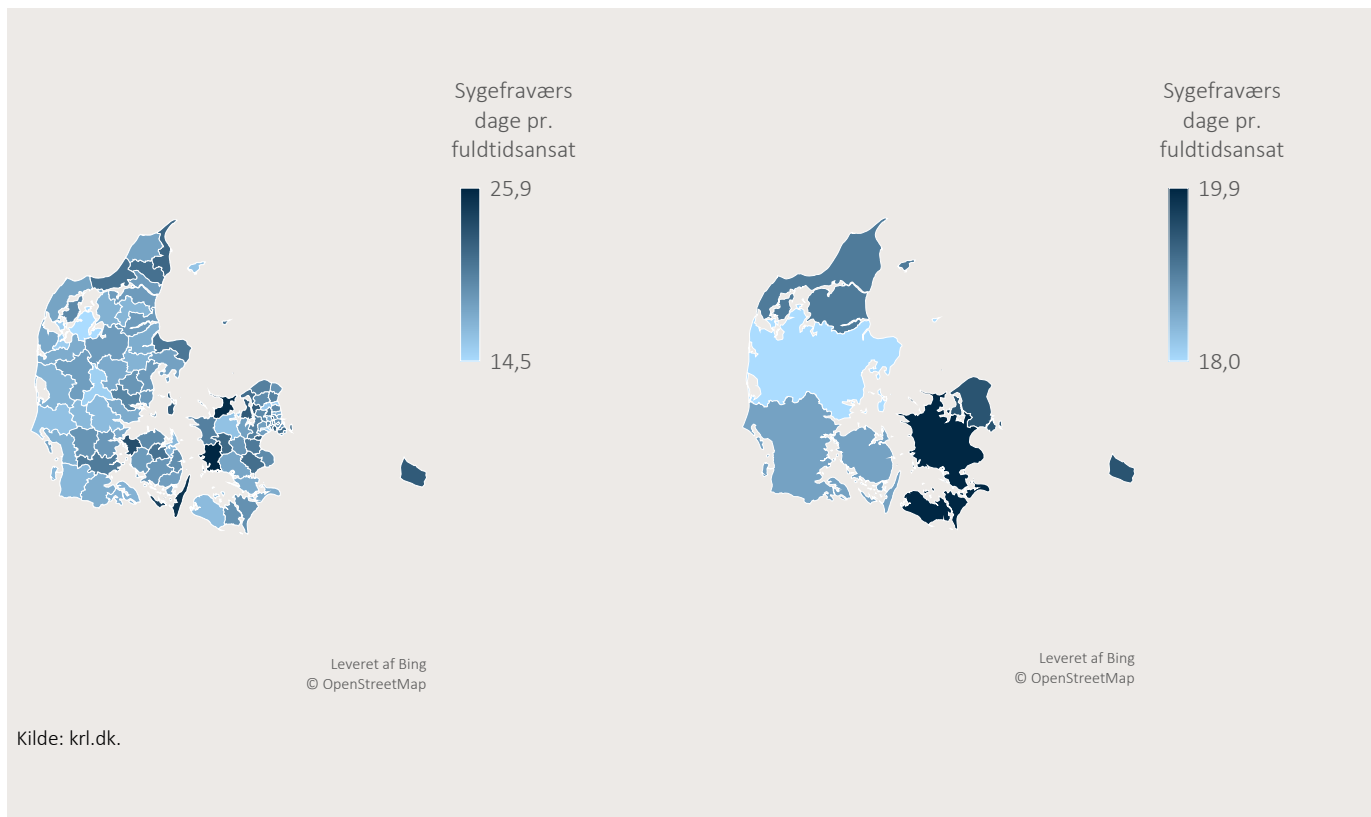 Sygefraværs
dage pr.
fuldtidsansat
25,9
14,5
Leveret af Bing
© OpenStreetMap
Sygefraværs
dage pr.
fuldtidsansat
19,9
18,0
Leveret af Bing
© OpenStreetMap
Kilde: krl.dk.